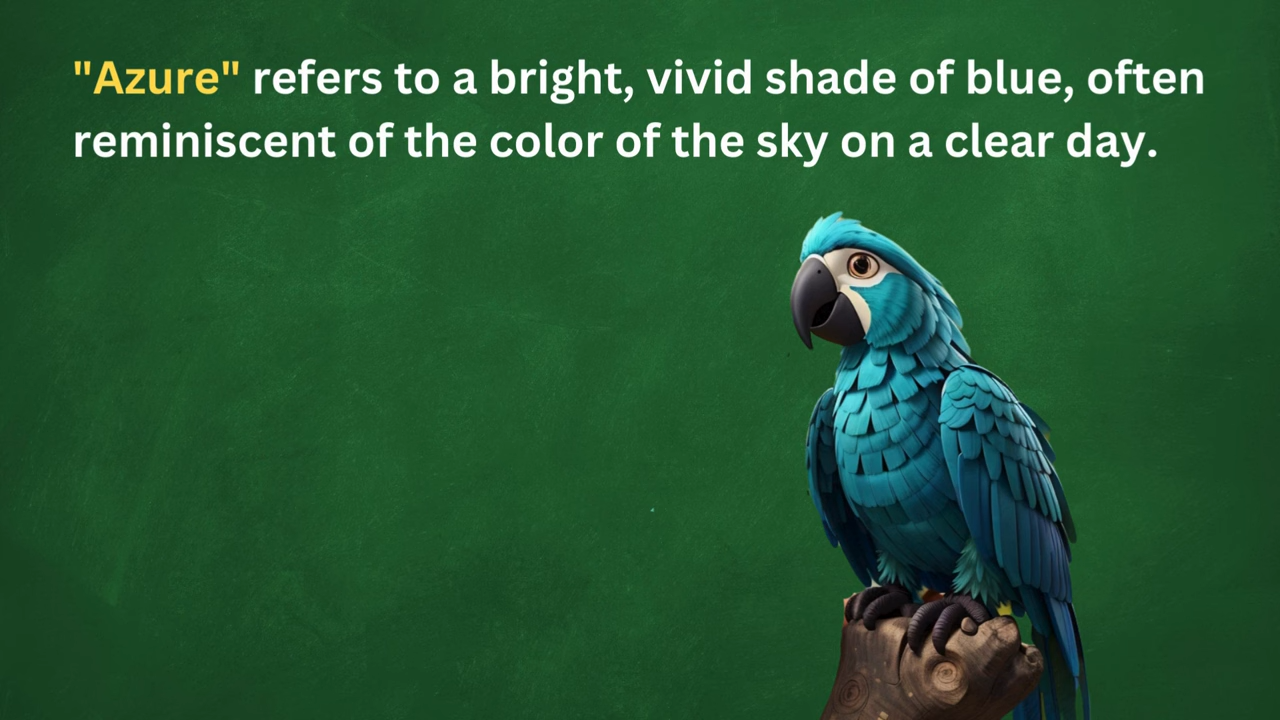 "Azure" refers to a bright, vivid shade of blue, often
reminiscent of the color of the sky on a clear day.